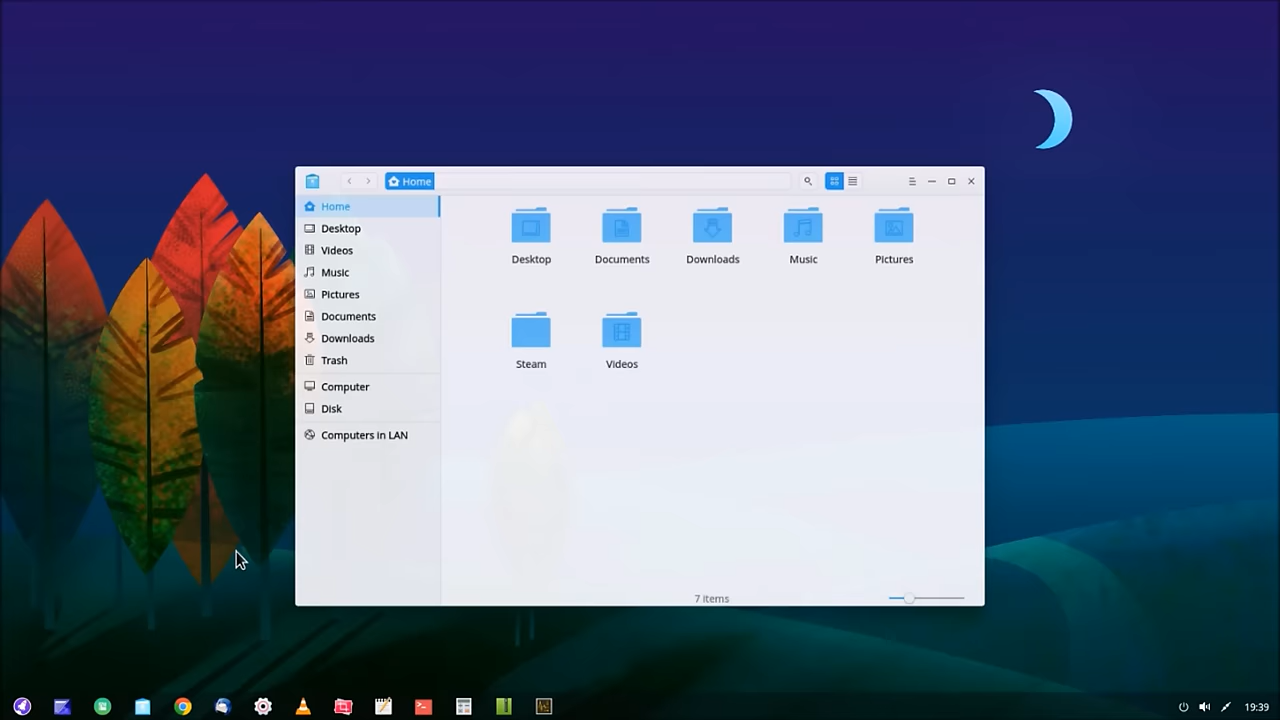 Home
Home
Desktop
Videos
Music
Pictures
Documents
Downloads
Trash
Computer
Disk
Computers in LAN
Desktop
Documents
Downloads
Music
Pictures
Steam
Videos
7 items
19:39